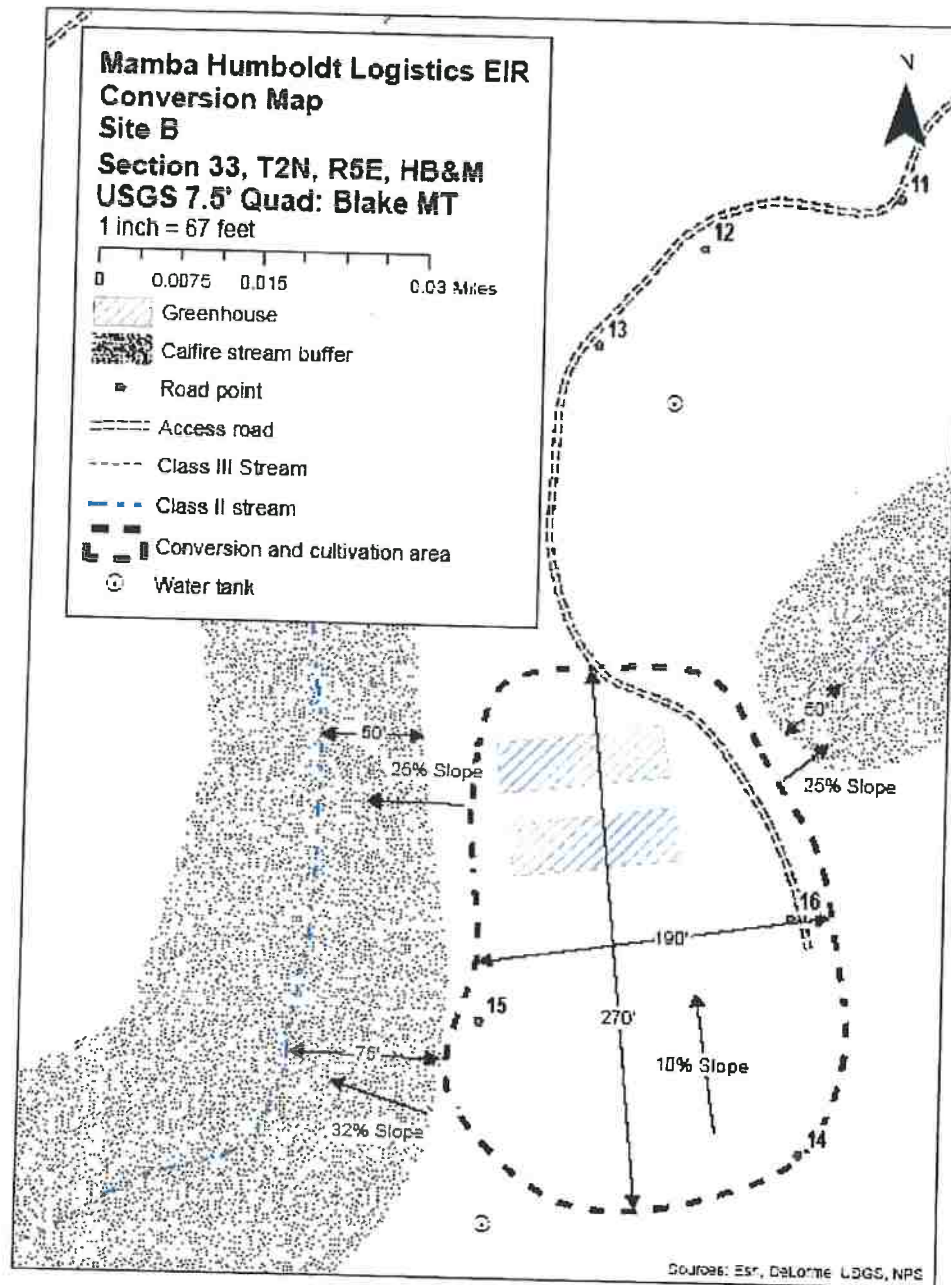 Mamba Humboldt Logistics EIR
Conversion Map
Site B
Section 33, T2N, R5E, HB&M
USGS 7.5' Quad: Blake MT
1 inch = 67 feet
0 0.0075 0.015 0.03 Miles
Greenhouse
Calfire stream buffer
Road point
Access road
Class III Stream
Class II stream
Conversion and cultivation area
Water tank
N
11
12
13
50'
25% Slope
50'
25% Slope
16
190'
15
270'
75'
10% Slope
32% Slope
14
Sources: Esri, DeLorme, USGS, NPS